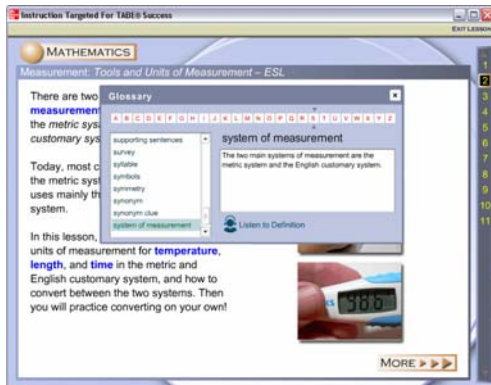 Instruction Targeted For TABE® Success
EXIT LESSON
MATHEMATICS
Measurement: Tools and Units of Measurement – ESL
There are two
measurement
the metric sys
customary sys
Today, most c
the metric syst
uses mainly th
system.
In this lesson,
units of measurement for temperature,
length, and time in the metric and
English customary system, and how to
convert between the two systems. Then
you will practice converting on your own!
Glossary
A B C D E F G H I J K L M N O P Q R S T U V W X Y Z
supporting sentences
survey
syllable
symbols
symmetry
synonym
synonym clue
system of measurement
system of measurement
The two main systems of measurement are the
metric system and the English customary system.
Listen to Definition
98.6
MORE
1
2
3
4
5
6
7
8
9
10
11